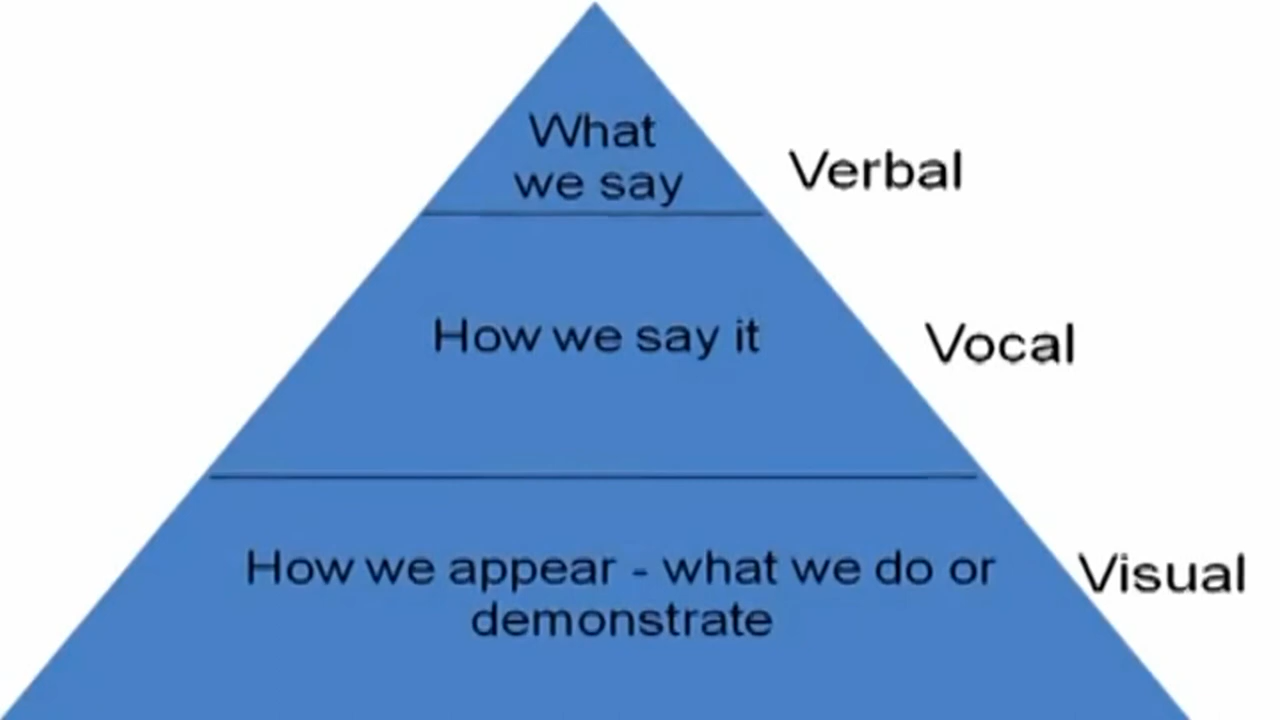 What
we say
Verbal
How we say it
Vocal
How we appear - what we do or
demonstrate
Visual